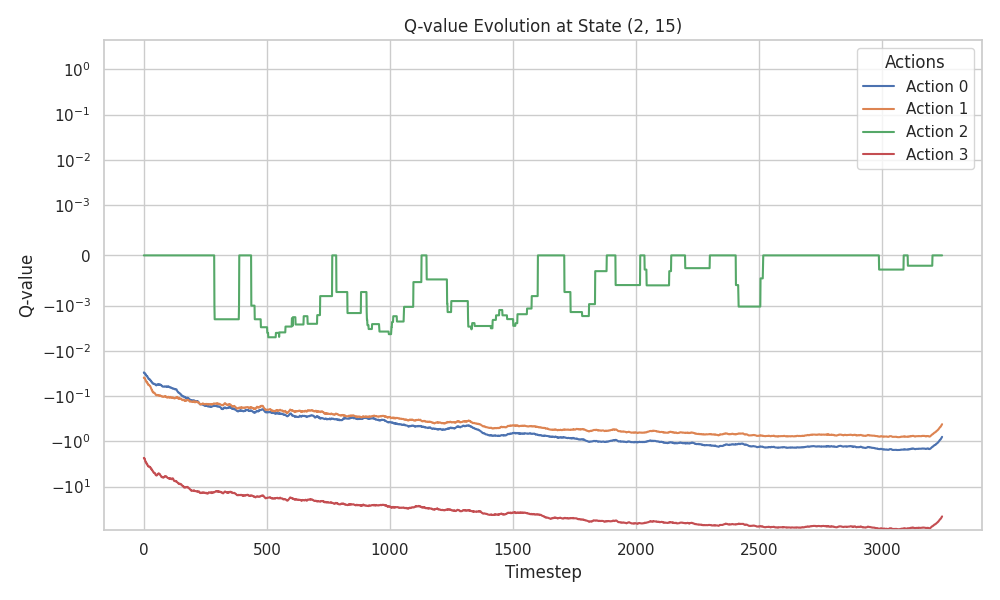 Q-value Evolution at State (2, 15)
Q-value
10⁰
10⁻¹
10⁻²
10⁻³
0
−10⁻³
−10⁻²
−10⁻¹
−10⁰
−10¹
Actions
Action 0
Action 1
Action 2
Action 3
0 500 1000 1500 2000 2500 3000
Timestep